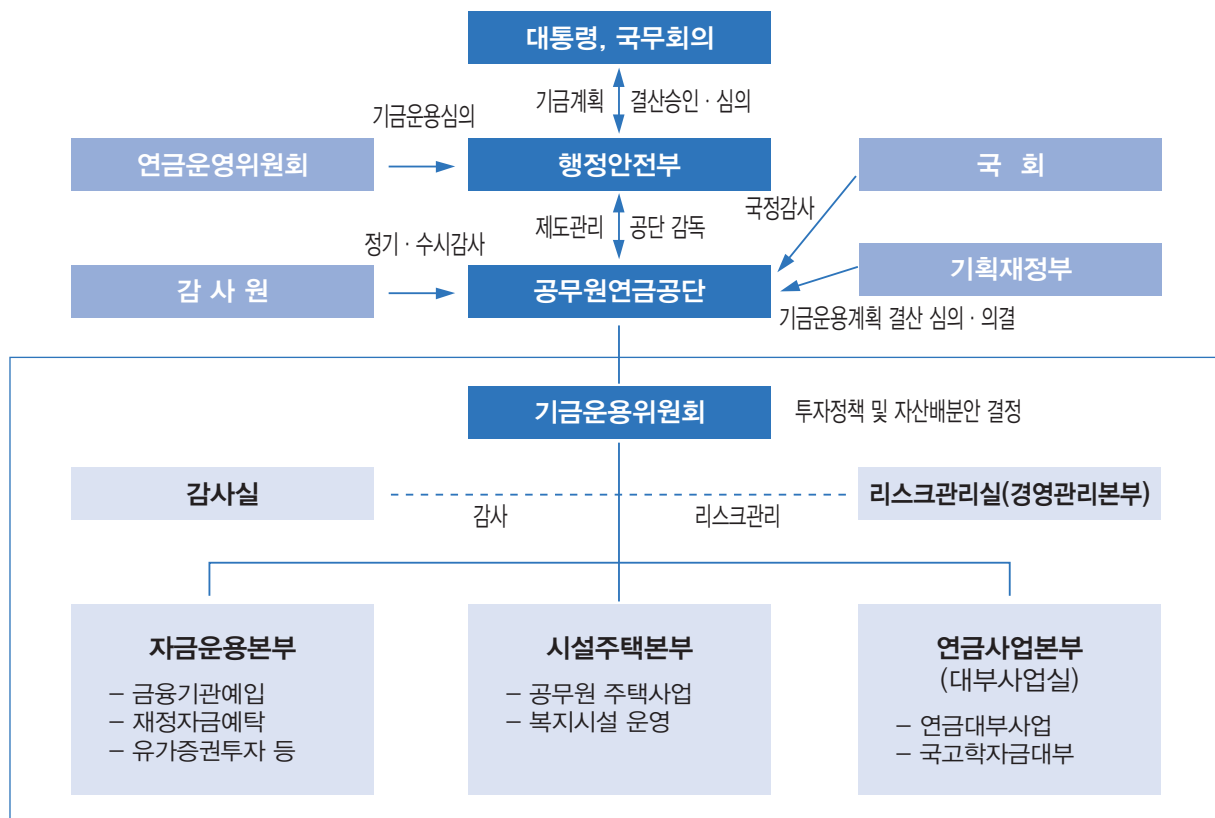 대통령, 국무회의
기금계획
결산승인 · 심의
기금운용심의
연금운영위원회
행정안전부
국 회
제도관리
공단 감독
국정감사
정기 · 수시감사
감 사 원
공무원연금공단
기획재정부
기금운용계획 결산 심의 · 의결
기금운용위원회
투자정책 및 자산배분안 결정
감사실
감사
리스크관리
리스크관리실(경영관리본부)
자금운용본부
– 금융기관예입
– 재정자금예탁
– 유가증권투자 등
시설주택본부
– 공무원 주택사업
– 복지시설 운영
연금사업본부
(대부사업실)
– 연금대부사업
– 국고학자금대부